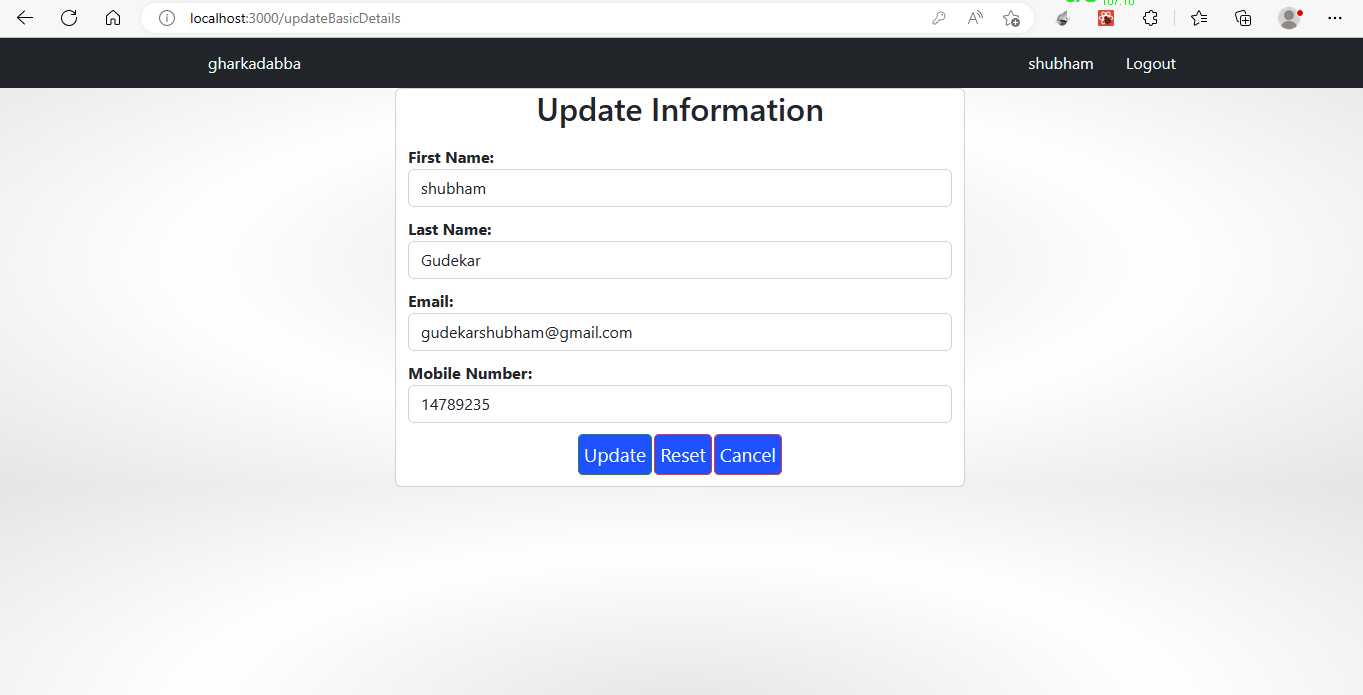 localhost:3000/updateBasicDetails
gharkadabba shubham Logout
Update Information
First Name:
shubham
Last Name:
Gudekar
Email:
gudekarshubham@gmail.com
Mobile Number:
14789235
Update Reset Cancel